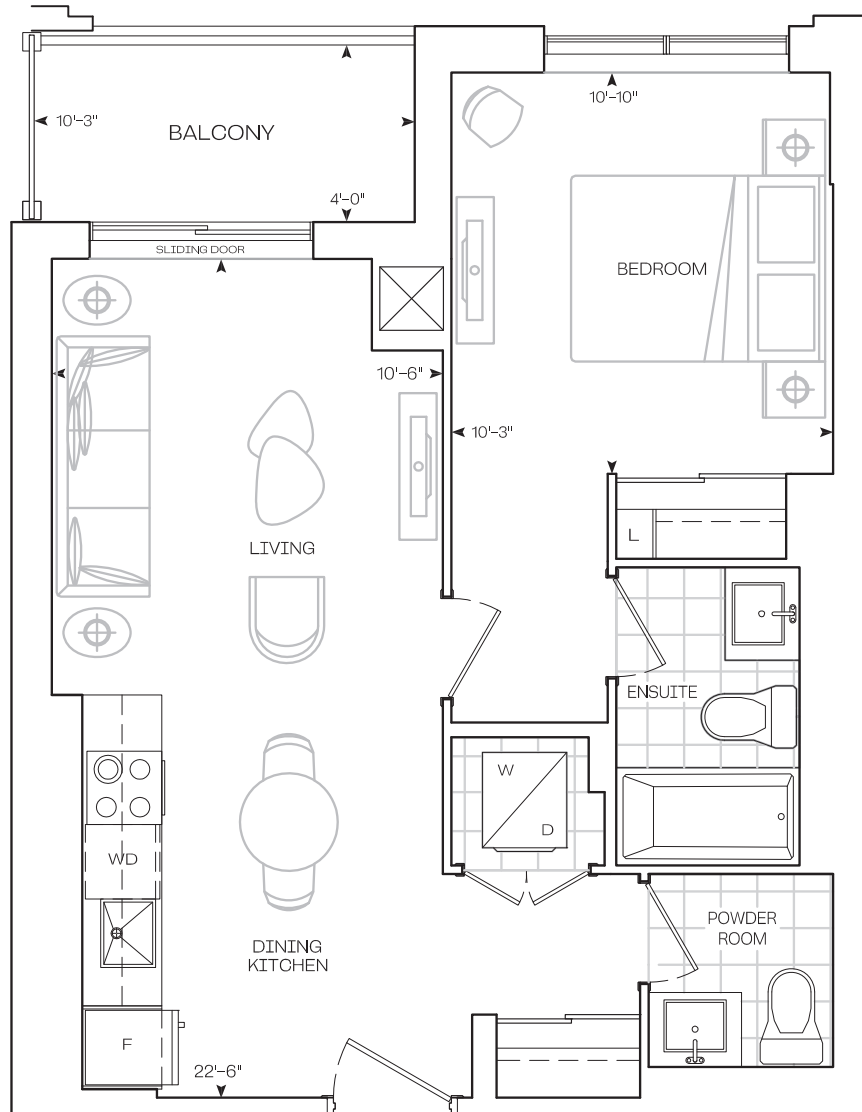 10'-10"
10'-3"
BALCONY
4'-0"
SLIDING DOOR
BEDROOM
10'-6"
10'-3"
L
LIVING
ENSUITE
W
D
WD
POWDER
ROOM
DINING
KITCHEN
F
22'-6"